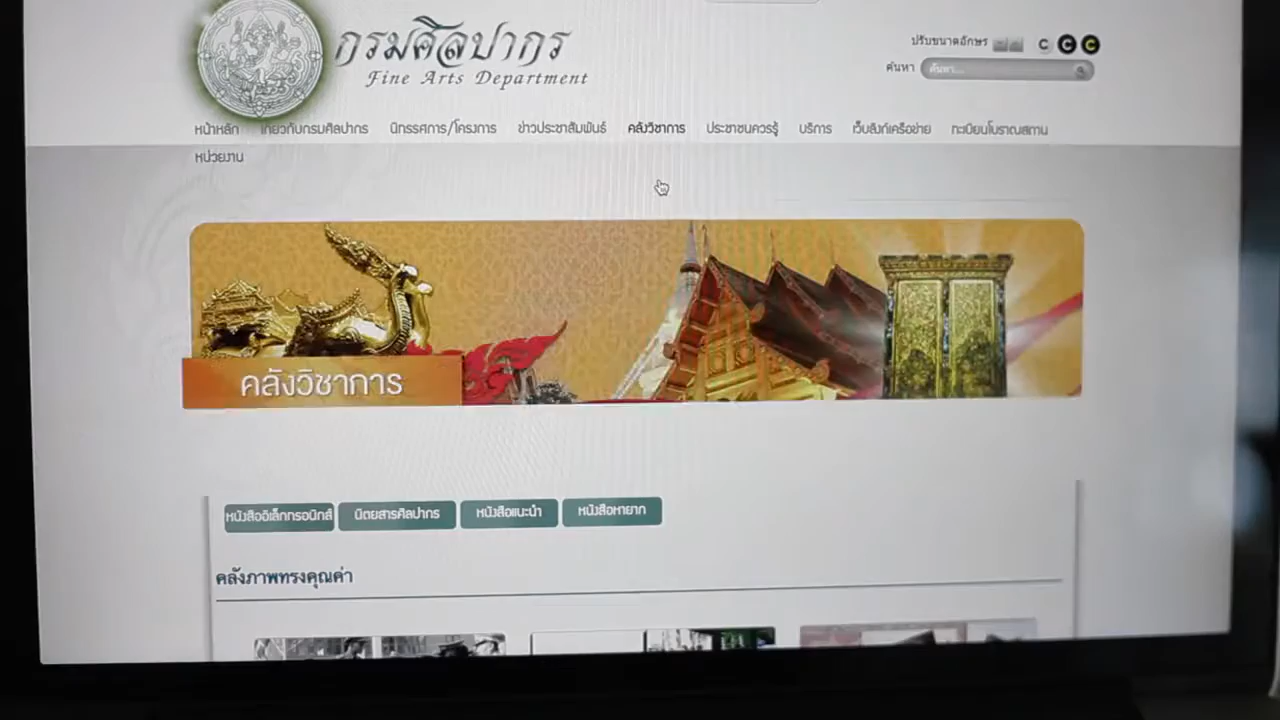 กรมศิลปากร
Fine Arts Department
ปรับขนาดอักษร C C C
ค้นหา ค้นหา...
หน้าหลัก เกี่ยวกับกรมศิลปากร นิทรรศการ/โครงการ ข่าวประชาสัมพันธ์ คลังวิชาการ ประชาชนควรรู้ บริการ เว็บลิงก์เครือข่าย ทะเบียนโบราณสถาน
หน่วยงาน
คลังวิชาการ
หนังสืออิเล็กทรอนิกส์ นิตยสารศิลปากร หนังสือแนะนำ หนังสือหายาก
คลังภาพทรงคุณค่า